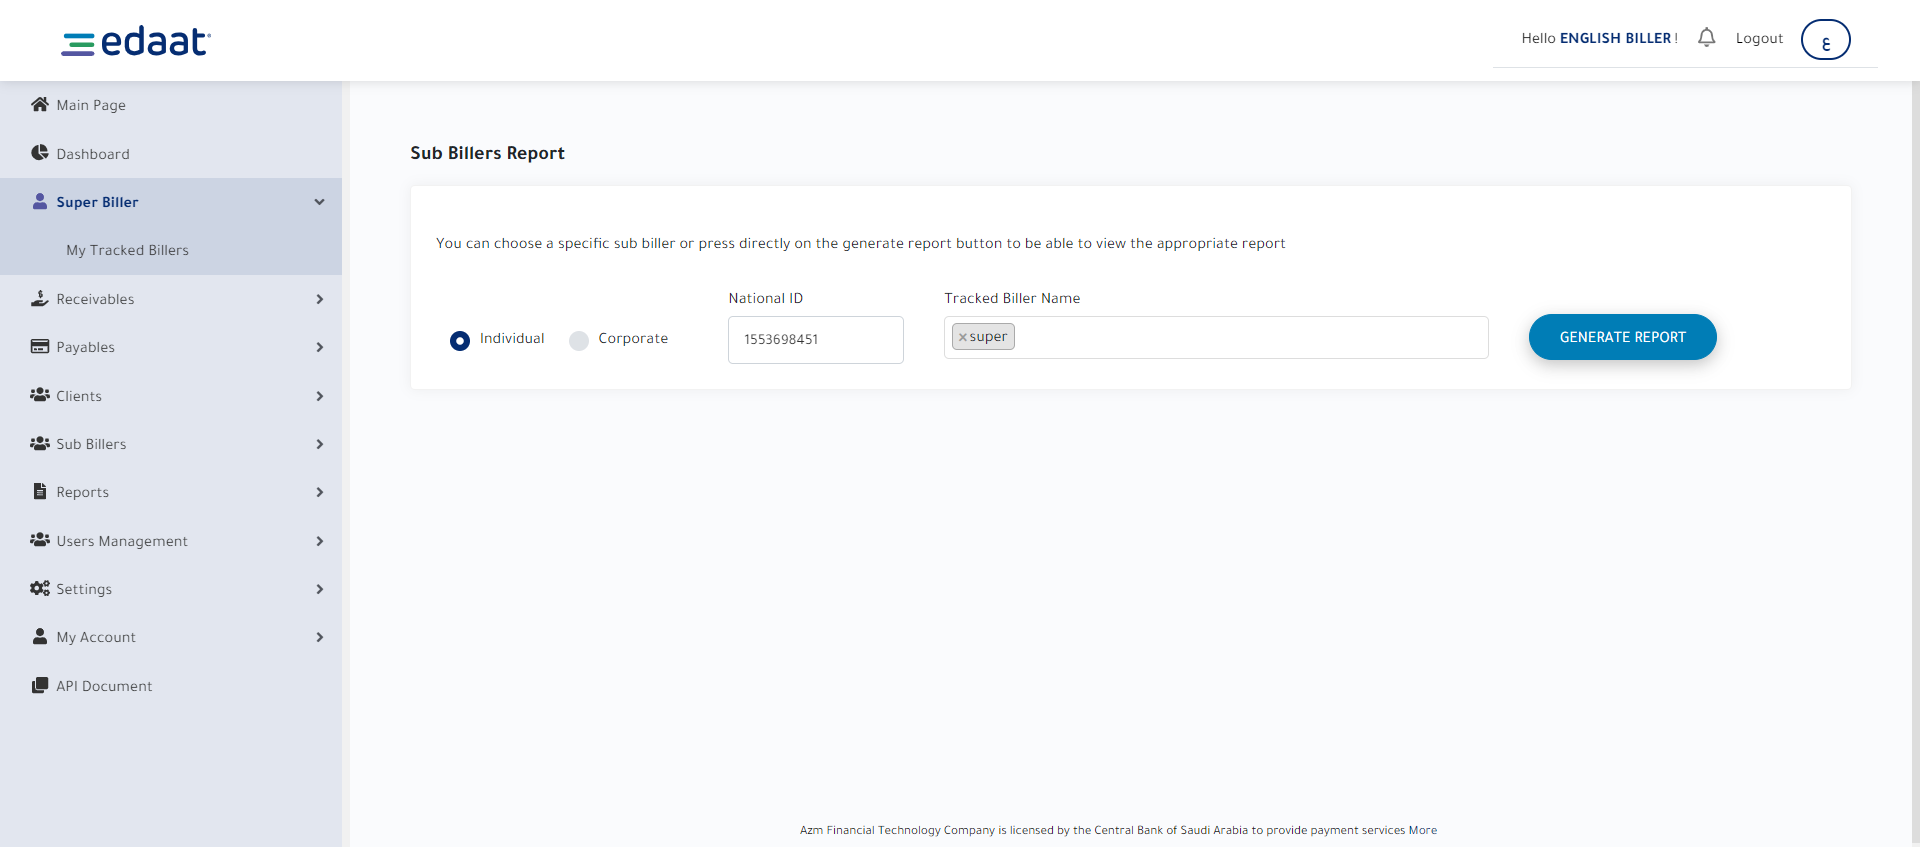 edaat
Hello ENGLISH BILLER !
Logout
ع
Main Page
Dashboard
Super Biller
My Tracked Billers
Receivables
Payables
Clients
Sub Billers
Reports
Users Management
Settings
My Account
API Document
Sub Billers Report
You can choose a specific sub biller or press directly on the generate report button to be able to view the appropriate report
Individual
Corporate
National ID
1553698451
Tracked Biller Name
×super
GENERATE REPORT
Azm Financial Technology Company is licensed by the Central Bank of Saudi Arabia to provide payment services More